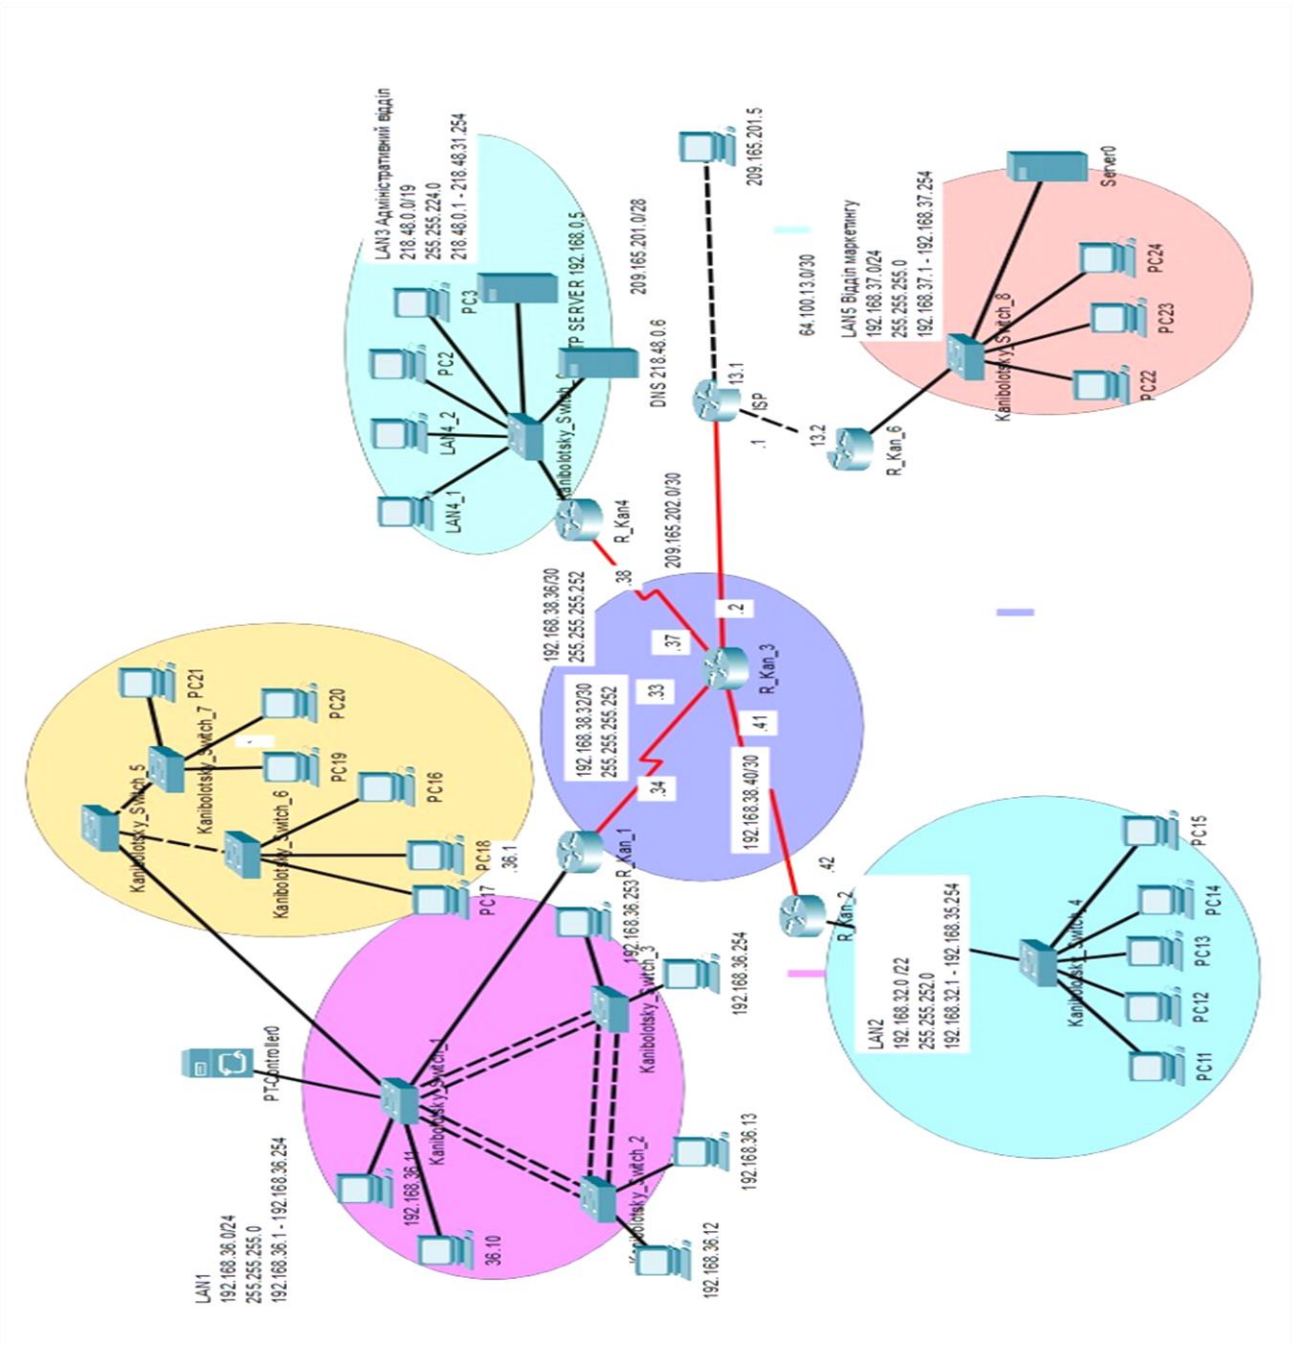 LAN1
192.168.36.0/24
255.255.255.0
192.168.36.1 - 192.168.36.254
PT-Controller0
Kanibolotsky_Switch_5
Kanibolotsky_Switch_7
PC21
PC20
PC19
Kanibolotsky_Switch_6
PC16
PC18
PC17
.36.1
Kanibolotsky_Switch_1
192.168.36.11
36.10
Kanibolotsky_Switch_2
192.168.36.12
192.168.36.13
Kanibolotsky_Switch_3
192.168.36.253
192.168.36.254
R_Kan_1
.34
192.168.38.32/30
255.255.255.252
.33
192.168.38.36/30
255.255.255.252
.37
.38
R_Kan_3
.41
192.168.38.40/30
.42
R_Kan_2
.2
209.165.202.0/30
LAN3 Адміністративний відділ
218.48.0.0/19
255.255.224.0
218.48.0.1 - 218.48.31.254
LAN4_1
LAN4_2
PC2
PC3
Kanibolotsky_Switch_
TP SERVER 192.168.0.5
DNS 218.48.0.6
R_Kan4
209.165.201.0/28
209.165.201.5
.1
ISP
13.1
13.2
64.100.13.0/30
R_Kan_6
LAN5 Відділ маркетингу
192.168.37.0/24
255.255.255.0
192.168.37.1 - 192.168.37.254
Kanibolotsky_Switch_8
Server0
PC22
PC23
PC24
LAN2
192.168.32.0 /22
255.255.252.0
192.168.32.1 - 192.168.35.254
Kanibolotsky_Switch_4
PC11
PC12
PC13
PC14
PC15